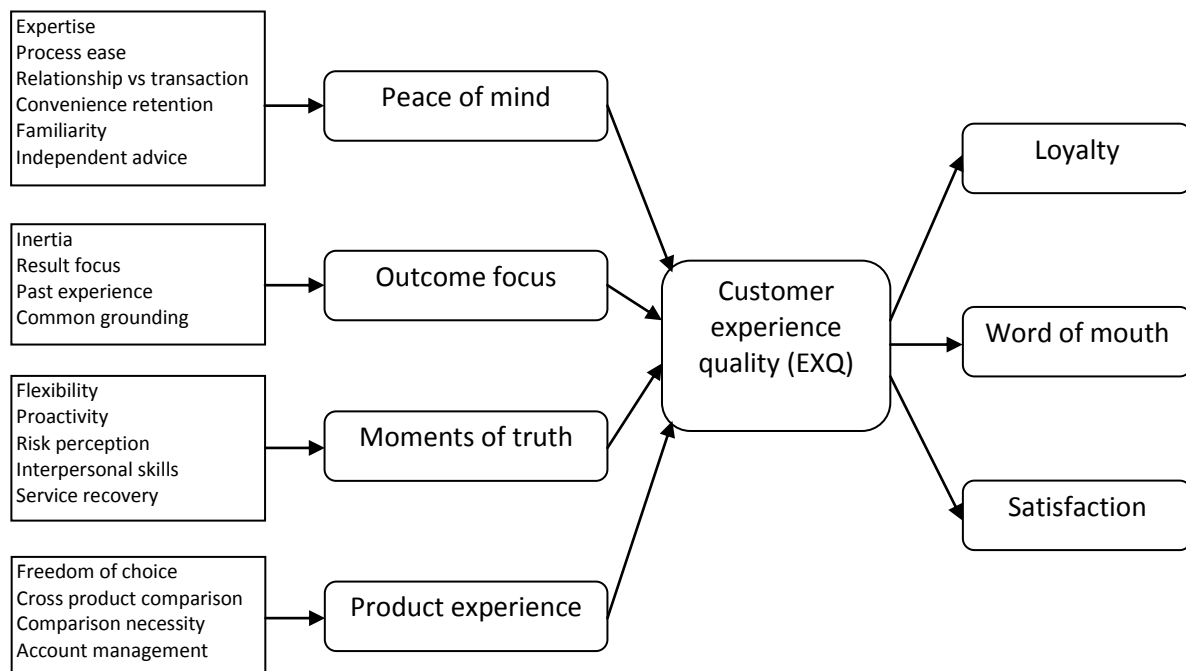 Expertise
Process ease
Relationship vs transaction
Convenience retention
Familiarity
Independent advice
Peace of mind
Inertia
Result focus
Past experience
Common grounding
Outcome focus
Flexibility
Proactivity
Risk perception
Interpersonal skills
Service recovery
Moments of truth
Freedom of choice
Cross product comparison
Comparison necessity
Account management
Product experience
Customer
experience
quality (EXQ)
Loyalty
Word of mouth
Satisfaction